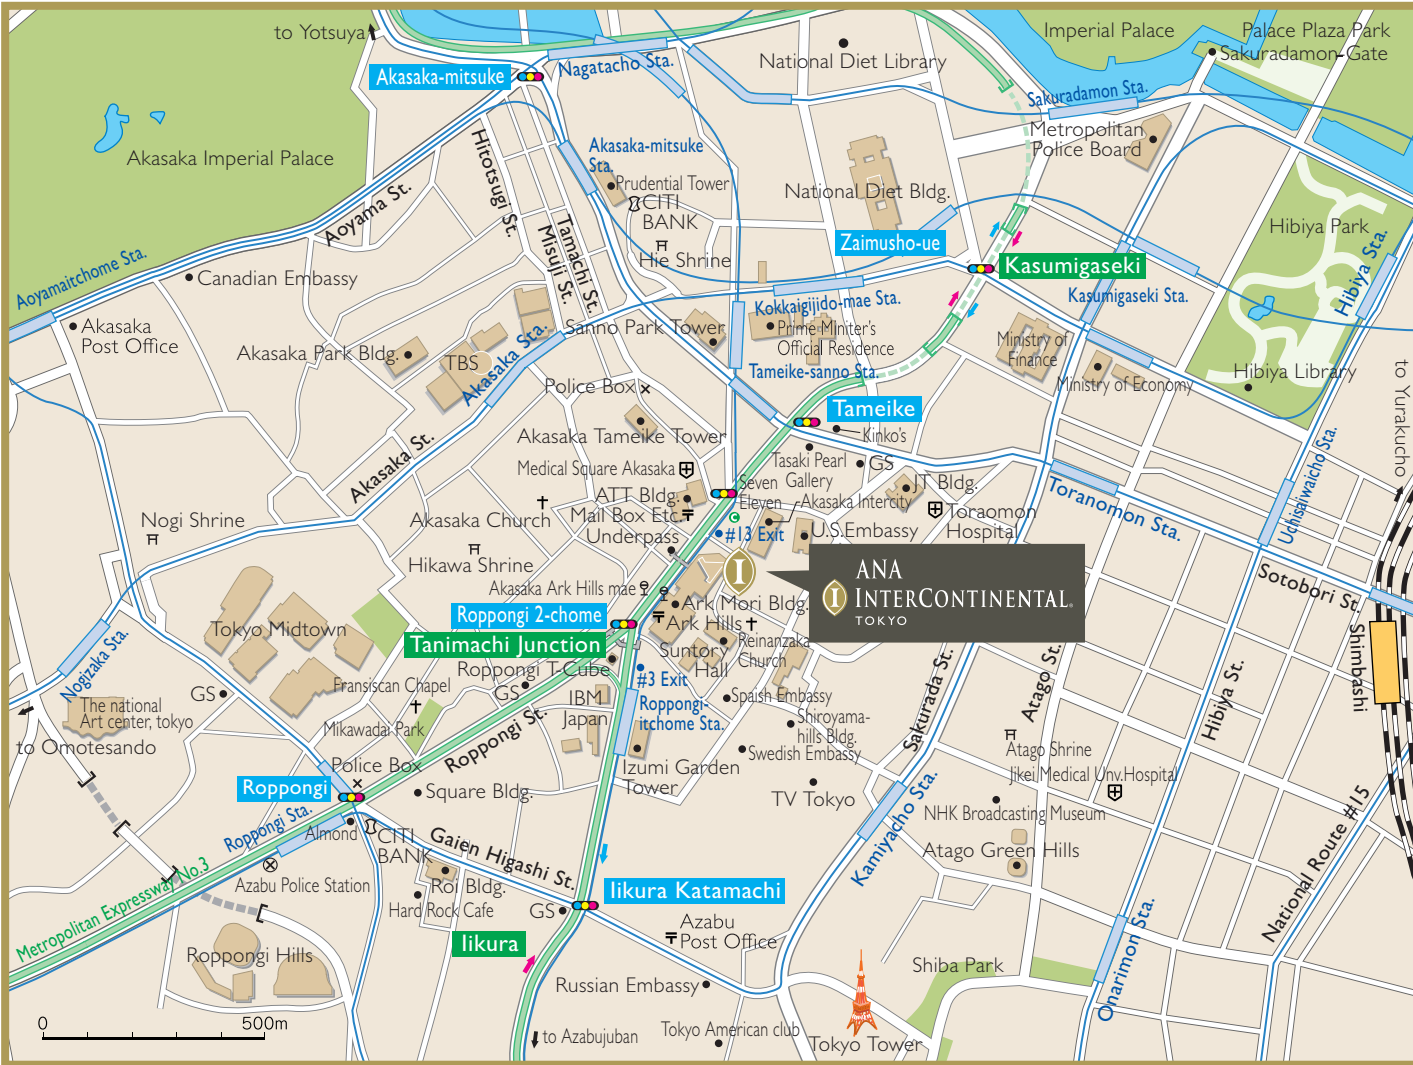 to Yotsuya
Imperial Palace
Palace Plaza Park
Sakuradamon-Gate
National Diet Library
Akasaka-mitsuke
Nagatacho Sta.
Sakuradamon Sta.
Metropolitan
Police Board
Akasaka Imperial Palace
Hitotsugi St.
Akasaka-mitsuke
Sta.
Prudential Tower
CITI
BANK
National Diet Bldg.
Aoyama St.
Tamachi St.
Misuji St.
Hie Shrine
Zaimusho-ue
Kasumigaseki
Hibiya Park
Hibiya Sta.
Aoyamaitchome Sta.
Canadian Embassy
Kasumigaseki Sta.
Kokkaigijido-mae Sta.
Akasaka
Post Office
Sanno Park Tower
Prime Miniter's
Official Residence
Ministry of
Finance
Akasaka Park Bldg.
TBS
Akasaka Sta.
Tameike-sanno Sta.
Ministry of Economy
Hibiya Library
to Yurakucho
Police Box
Tameike
Kinko's
Akasaka Tameike Tower
Akasaka St.
Medical Square Akasaka
Tasaki Pearl
Gallery
GS
Uchisaiwaicho Sta.
Seven
Eleven
JT Bldg.
Toranomon Sta.
ATT Bldg.
Mail Box Etc.
Akasaka Intercity
Toraomon
Hospital
Nogi Shrine
Akasaka Church
Underpass
#13 Exit
U.S.Embassy
Hikawa Shrine
Akasaka Ark Hills mae
ANA
INTERCONTINENTAL®
TOKYO
Sotobori St.
Roppongi 2-chome
Ark Mori Bldg.
Ark Hills
Tanimachi Junction
Tokyo Midtown
Suntory
Hall
Reinanzaka
Church
Shimbashi
Nogizaka Sta.
Roppongi T-Cube
#3 Exit
GS
Fransiscan Chapel
GS
IBM
Japan
Roppongi-
itchome Sta.
Spaish Embassy
Sakurada St.
Atago St.
Hibiya St.
The national
Art center, tokyo
Mikawadai Park
Roppongi St.
Shiroyama-
hills Bldg.
Swedish Embassy
Atago Shrine
to Omotesando
Police Box
Izumi Garden
Tower
Jikei Medical Unv.Hospital
Roppongi
Square Bldg.
TV Tokyo
Kamiyacho Sta.
NHK Broadcasting Museum
National Route #15
Roppongi Sta.
Almond
CITI
BANK
Gaien Higashi St.
Atago Green Hills
Metropolitan Expressway No.3
Azabu Police Station
Roi Bldg.
Hard Rock Cafe
GS
Iikura Katamachi
Azabu
Post Office
Iikura
Onarimon Sta.
Roppongi Hills
Russian Embassy
Shiba Park
0
500m
to Azabujuban
Tokyo American club
Tokyo Tower